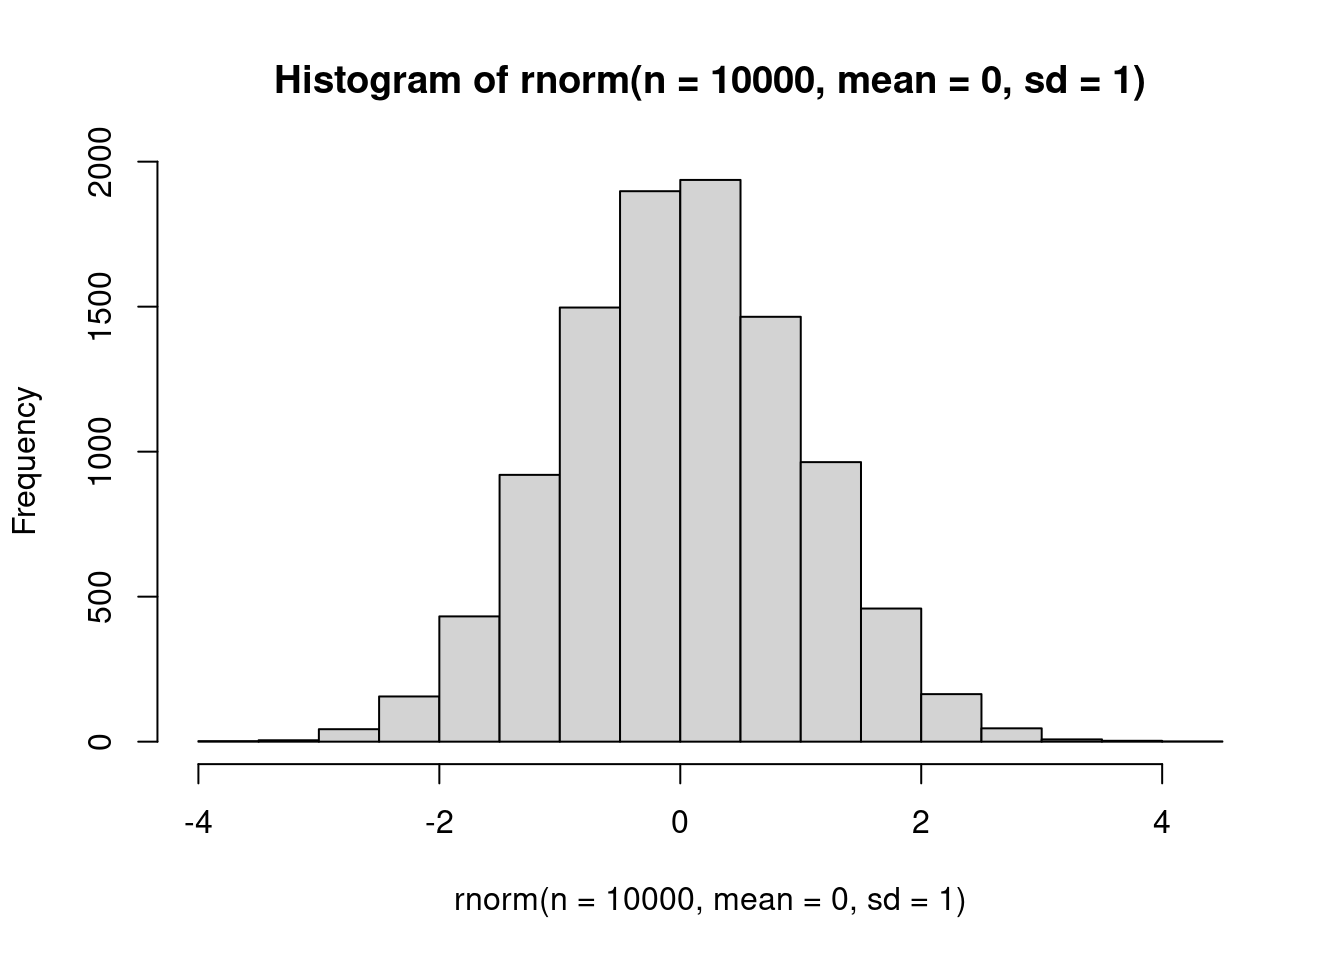 Histogram of rnorm(n = 10000, mean = 0, sd = 1)
2000
1500
1000
500
0
Frequency
-4 -2 0 2 4
rnorm(n = 10000, mean = 0, sd = 1)